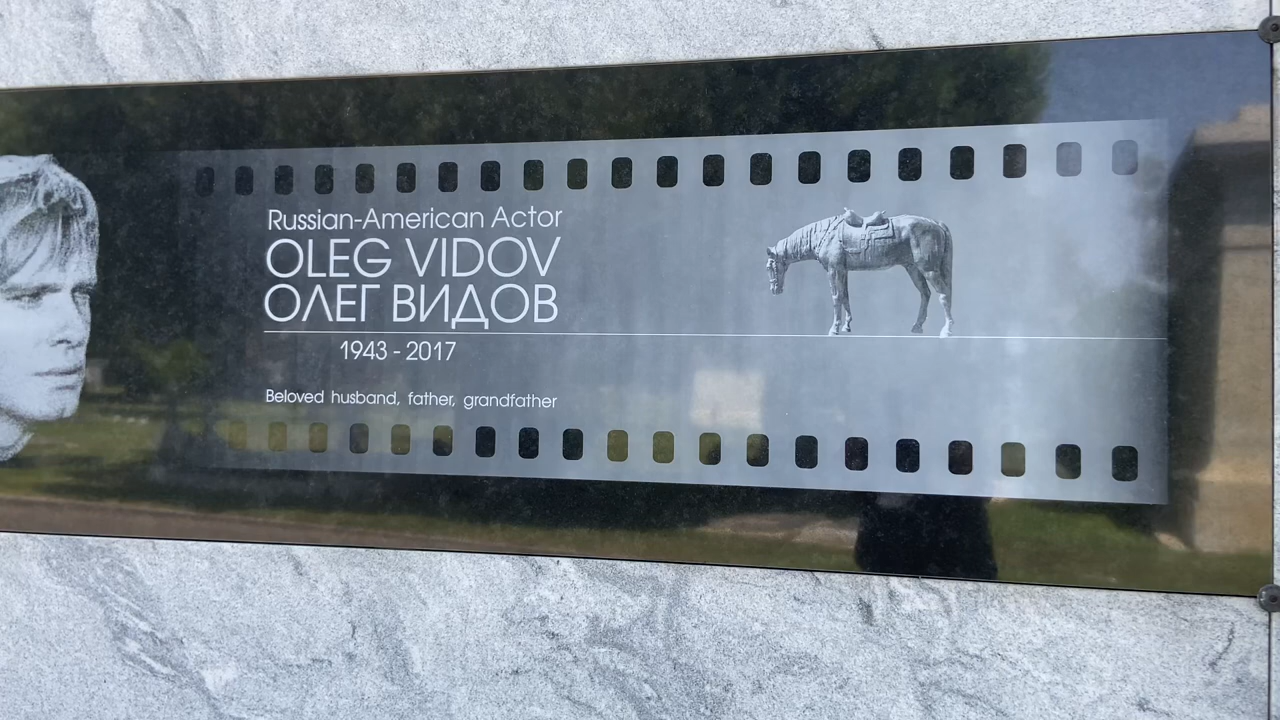 Russian-American Actor
OLEG VIDOV
ОЛЕГ ВИДОВ
1943 - 2017
Beloved husband, father, grandfather